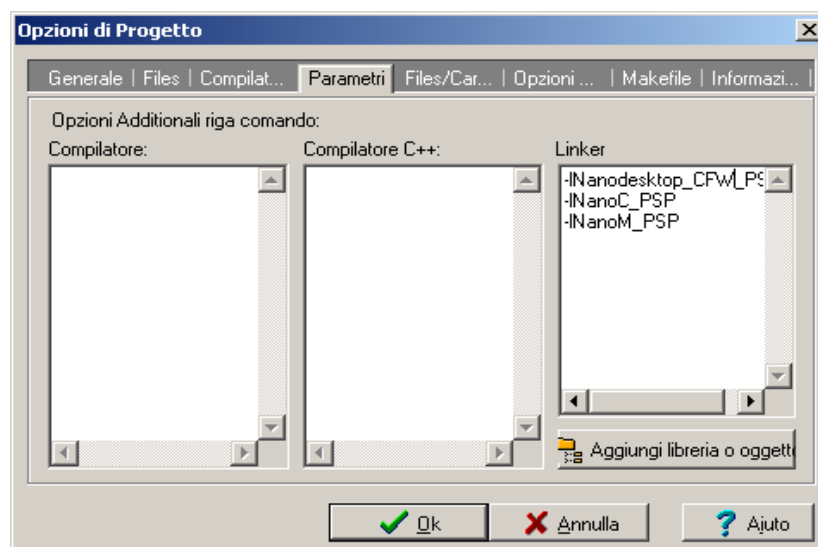 Opzioni di Progetto
Generale | Files | Compilat... Parametri Files/Car... | Opzioni ... | Makefile | Informazi... |
Opzioni Additionali riga comando:
Compilatore: Compilatore C++: Linker
-lNanodesktop_CFW_PS
-lNanoC_PSP
-lNanoM_PSP
Aggiungi libreria o oggetto
Ok Annulla Aiuto